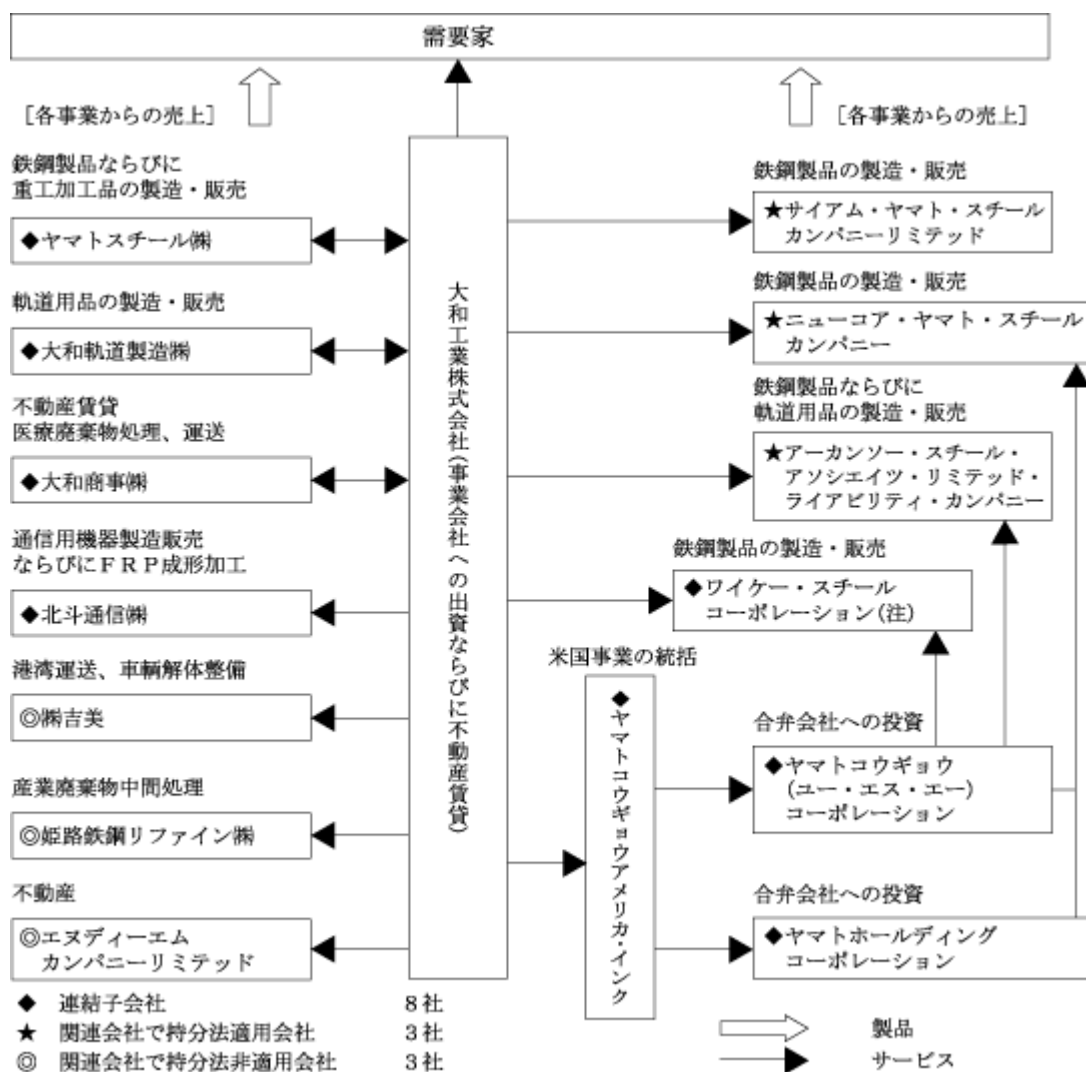 需要家
[各事業からの売上]
[各事業からの売上]
鉄鋼製品ならびに
重工加工品の製造・販売
◆ヤマトスチール㈱
軌道用品の製造・販売
◆大和軌道製造㈱
不動産賃貸
医療廃棄物処理、運送
◆大和商事㈱
通信用機器製造販売
ならびにＦＲＰ成形加工
◆北斗通信㈱
港湾運送、車輌解体整備
◎㈱吉美
産業廃棄物中間処理
◎姫路鉄鋼リファイン㈱
不動産
◎エヌディーエム
カンパニーリミテッド
大和工業株式会社(事業会社への出資ならびに不動産賃貸)
鉄鋼製品の製造・販売
★サイアム・ヤマト・スチール
カンパニーリミテッド
鉄鋼製品の製造・販売
★ニューコア・ヤマト・スチール
カンパニー
鉄鋼製品ならびに
軌道用品の製造・販売
★アーカンソー・スチール・
アソシエイツ・リミテッド・
ライアビリティ・カンパニー
鉄鋼製品の製造・販売
◆ワイケー・スチール
コーポレーション(注)
米国事業の統括
◆ヤマトコウギョウアメリカ・インク
合弁会社への投資
◆ヤマトコウギョウ
(ユー・エス・エー)
コーポレーション
合弁会社への投資
◆ヤマトホールディング
コーポレーション
◆ 連結子会社 8社
★ 関連会社で持分法適用会社 3社
◎ 関連会社で持分法非適用会社 3社
製品
サービス